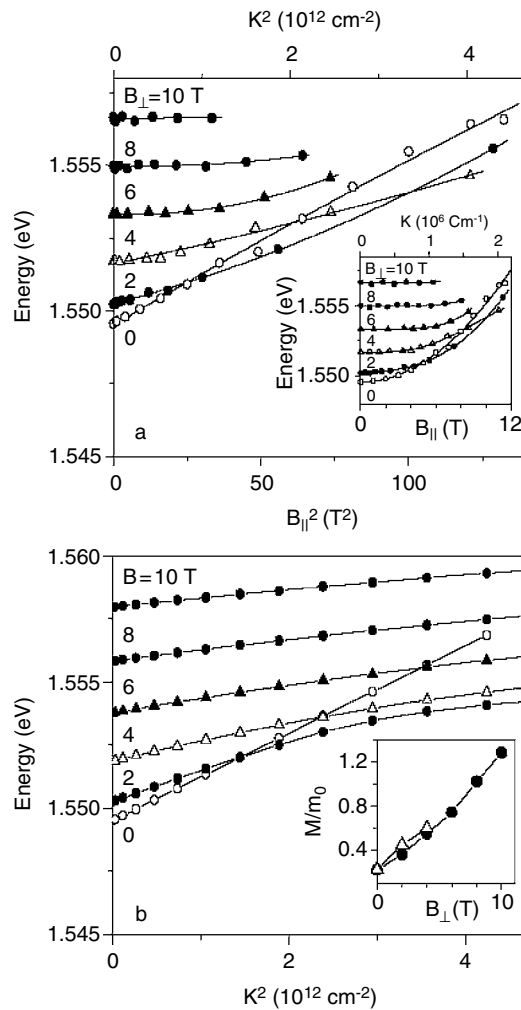 K² (10¹² cm⁻²)
0 2 4
B⊥=10 T
8
6
4
2
0
1.555
1.550
1.545
Energy (eV)
K (10⁶ Cm⁻¹)
0 1 2
B⊥=10 T
8
6
4
2
0
1.555
1.550
Energy (eV)
0 12
B|| (T)
a
0 50 100
B||² (T²)
1.560
1.555
1.550
1.545
Energy (eV)
B=10 T
8
6
4
2
0
1.2
0.8
0.4
M/m₀
0 10
B⊥(T)
b
0 2 4
K² (10¹² cm⁻²)